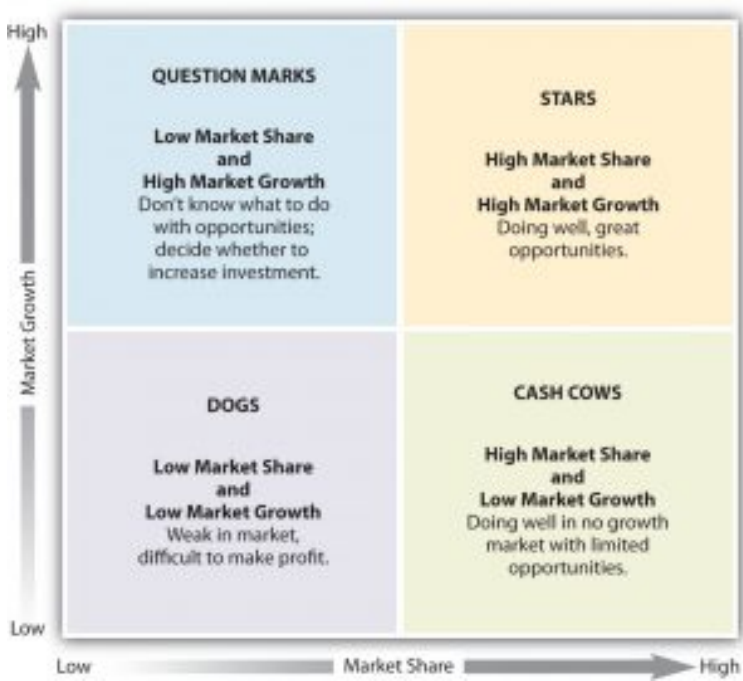 High
QUESTION MARKS
Low Market Share
and
High Market Growth
Don't know what to do
with opportunities;
decide whether to
increase investment.
STARS
High Market Share
and
High Market Growth
Doing well, great
opportunities.
Market Growth
DOGS
Low Market Share
and
Low Market Growth
Weak in market,
difficult to make profit.
CASH COWS
High Market Share
and
Low Market Growth
Doing well in no growth
market with limited
opportunities.
Low
Low
Market Share
High